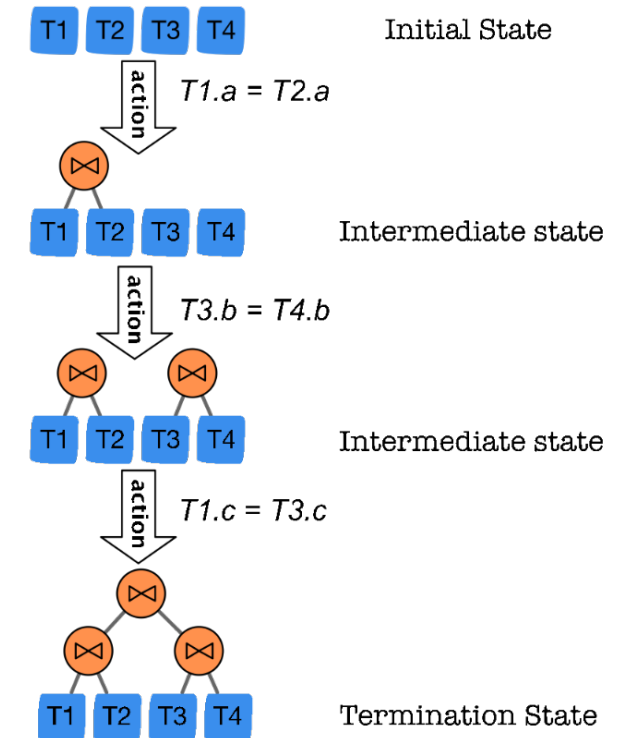 T1 T2 T3 T4 Initial State
action T1.a = T2.a
⋈
T1 T2 T3 T4 Intermediate state
action T3.b = T4.b
⋈ ⋈
T1 T2 T3 T4 Intermediate state
action T1.c = T3.c
⋈
⋈ ⋈
T1 T2 T3 T4 Termination State